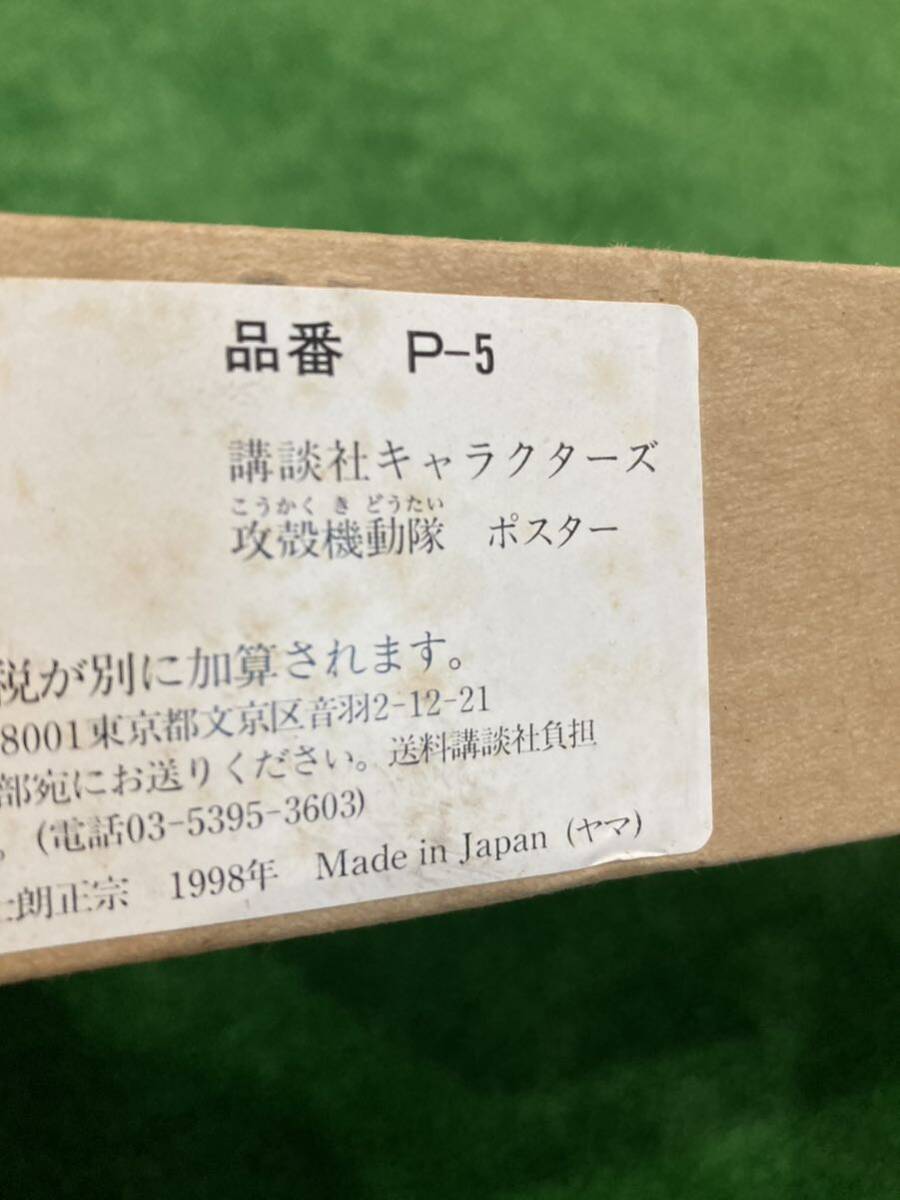 品番 P-5
講談社キャラクターズ
こうかく き どうたい
攻殻機動隊 ポスター
税が別に加算されます。
8001東京都文京区音羽2-12-21
部宛にお送りください。送料講談社負担
。(電話03-5395-3603)
士朗正宗 1998年 Made in Japan (ヤマ)